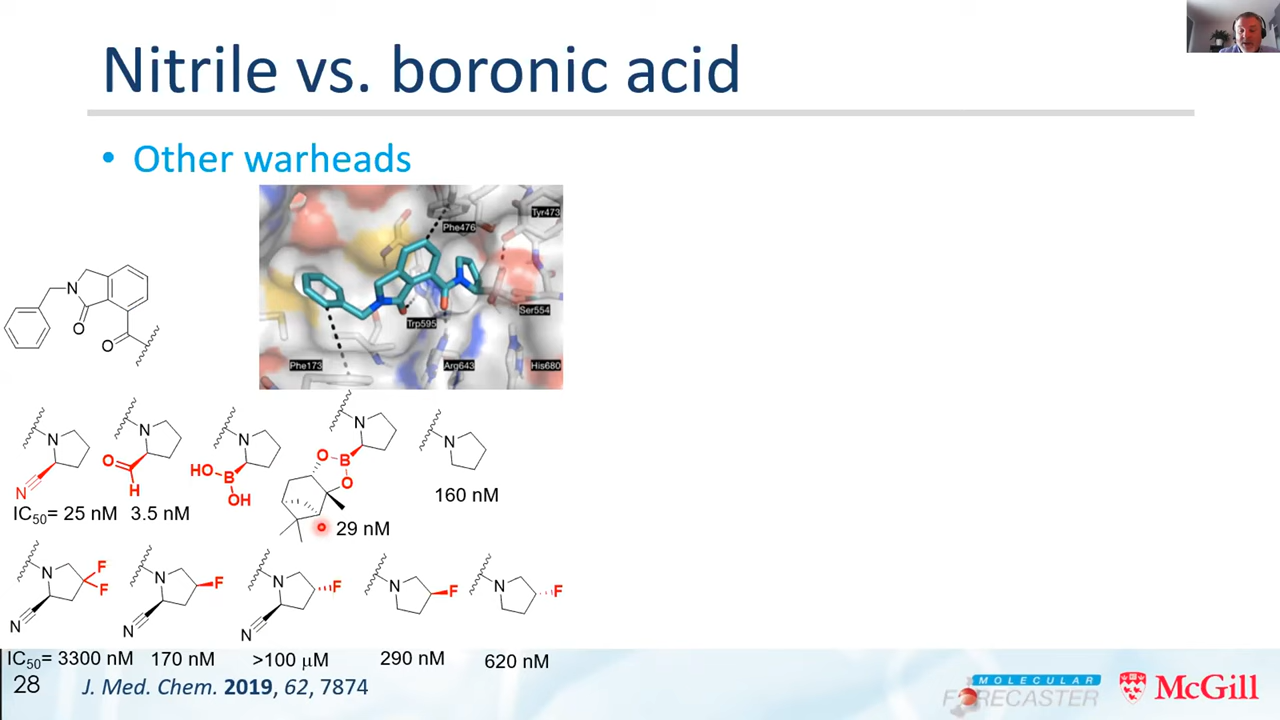 Nitrile vs. boronic acid
• Other warheads
Phe476
Tyr473
Trp595
Ser554
Phe173
Arg643
His680
N
O
O
N
N
N
N
N
N
O
H
HO
B
OH
O
B
O
IC50= 25 nM
3.5 nM
29 nM
160 nM
N
F
F
N
N
F
N
N
F
N
N
F
N
F
IC50= 3300 nM
170 nM
>100 μM
290 nM
620 nM
28
J. Med. Chem. 2019, 62, 7874
MOLECULAR
FORECASTER
McGill